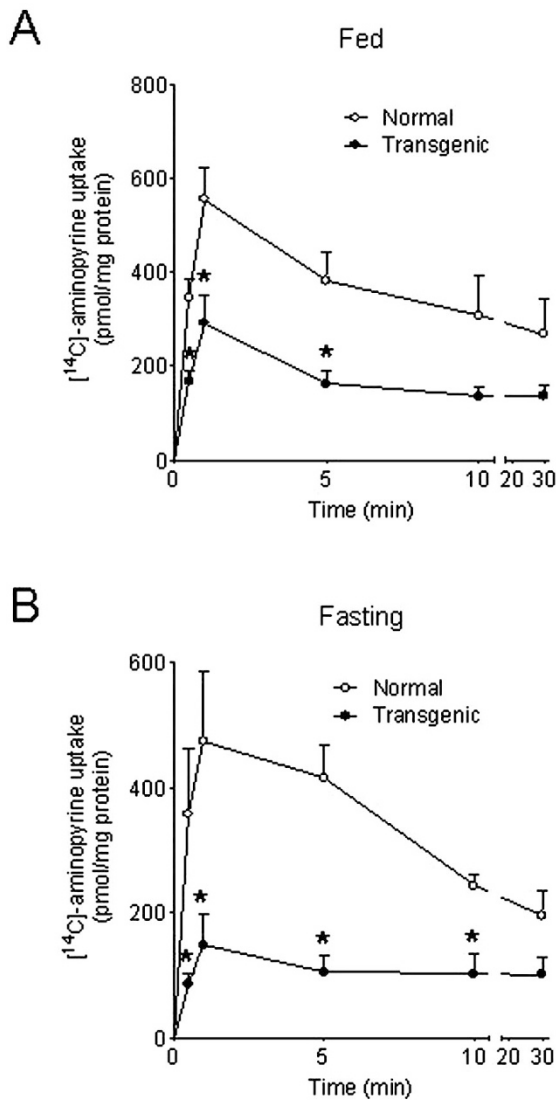 A
Fed
800
Normal
Transgenic
600
400
200
0
[¹⁴C]-aminopyrine uptake
(pmol/mg protein)
★
★
★
0 5 10 20 30
Time (min)
B
Fasting
600
Normal
Transgenic
400
200
0
[¹⁴C]-aminopyrine uptake
(pmol/mg protein)
★
★
★
★
0 5 10 20 30
Time (min)